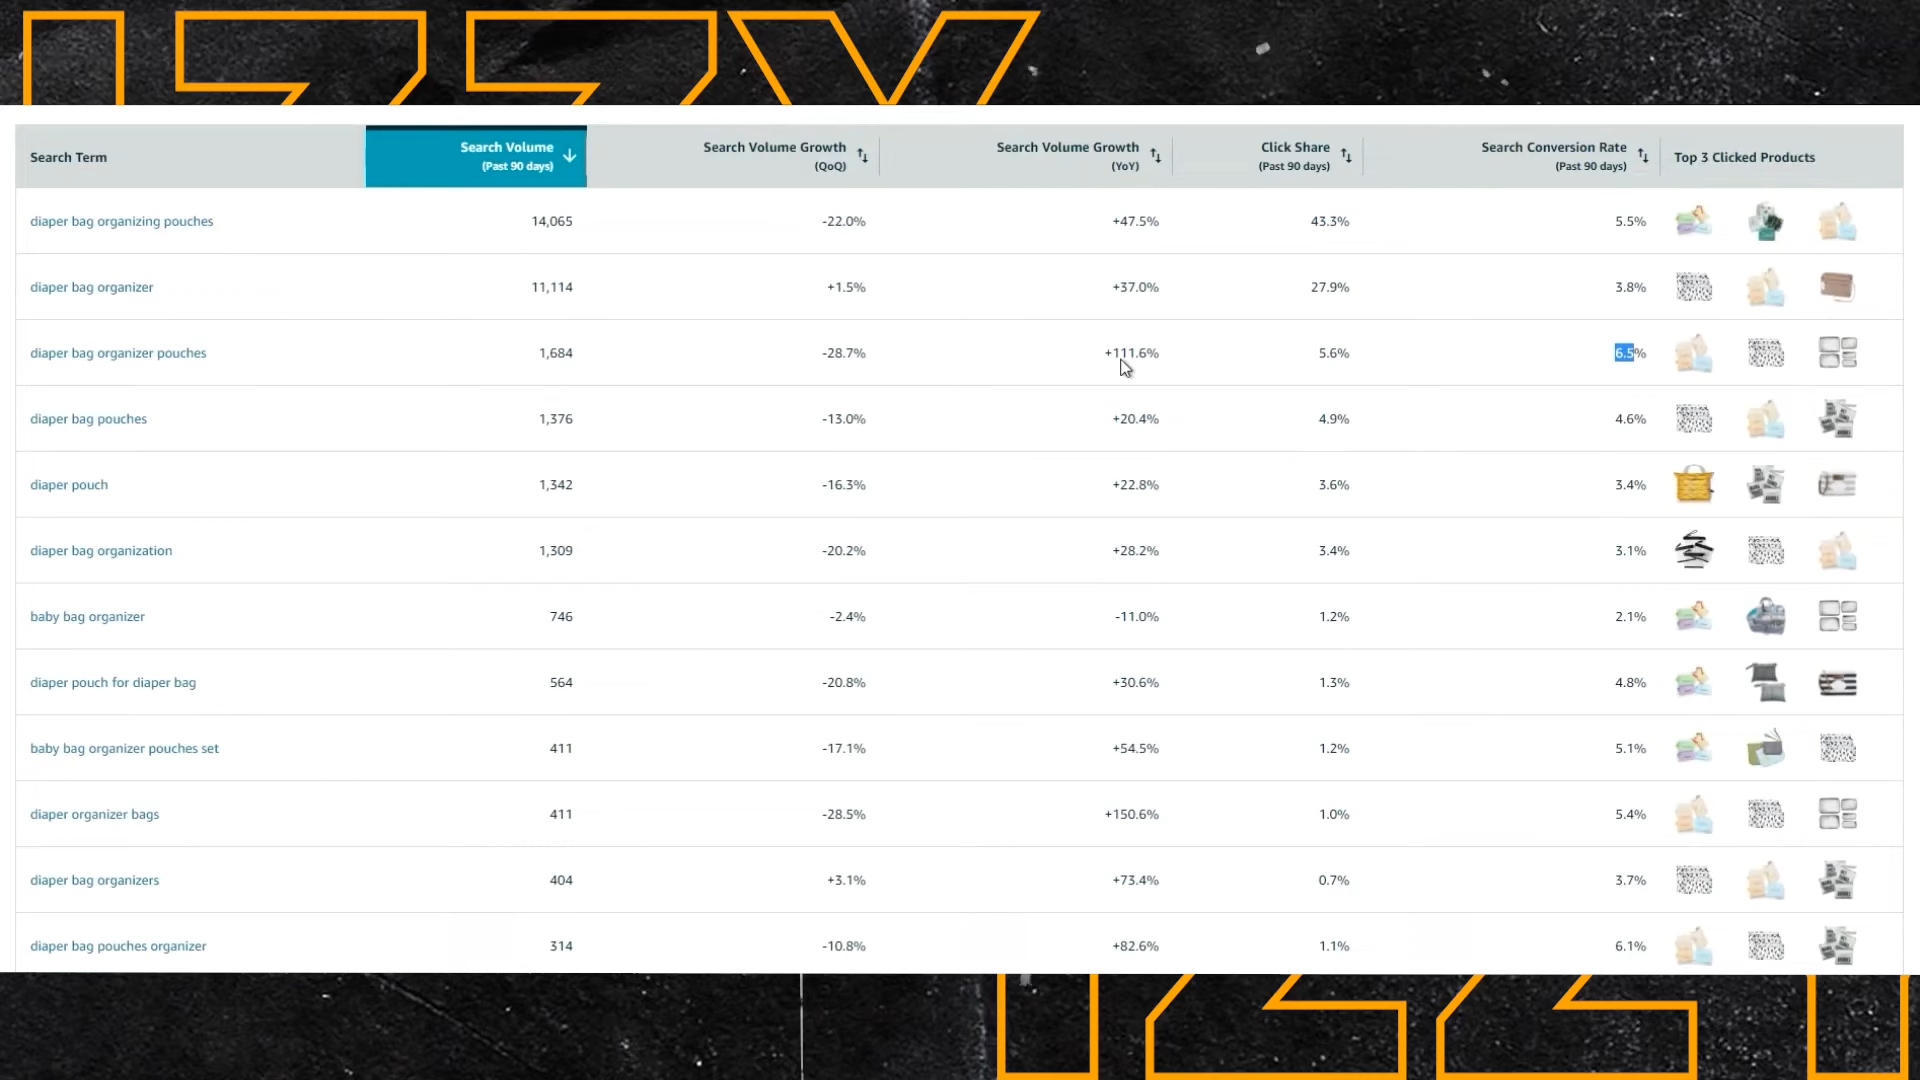 IZZY
Search Term
Search Volume
(Past 90 days)
Search Volume Growth
(QoQ)
Search Volume Growth
(YoY)
Click Share
(Past 90 days)
Search Conversion Rate
(Past 90 days)
Top 3 Clicked Products
diaper bag organizing pouches 14,065 -22.0% +47.5% 43.3% 5.5%
diaper bag organizer 11,114 +1.5% +37.0% 27.9% 3.8%
diaper bag organizer pouches 1,684 -28.7% +111.6% 5.6% 6.5%
diaper bag pouches 1,376 -13.0% +20.4% 4.9% 4.6%
diaper pouch 1,342 -16.3% +22.8% 3.6% 3.4%
diaper bag organization 1,309 -20.2% +28.2% 3.4% 3.1%
baby bag organizer 746 -2.4% -11.0% 1.2% 2.1%
diaper pouch for diaper bag 564 -20.8% +30.6% 1.3% 4.8%
baby bag organizer pouches set 411 -17.1% +54.5% 1.2% 5.1%
diaper organizer bags 411 -28.5% +150.6% 1.0% 5.4%
diaper bag organizers 404 +3.1% +73.4% 0.7% 3.7%
diaper bag pouches organizer 314 -10.8% +82.6% 1.1% 6.1%